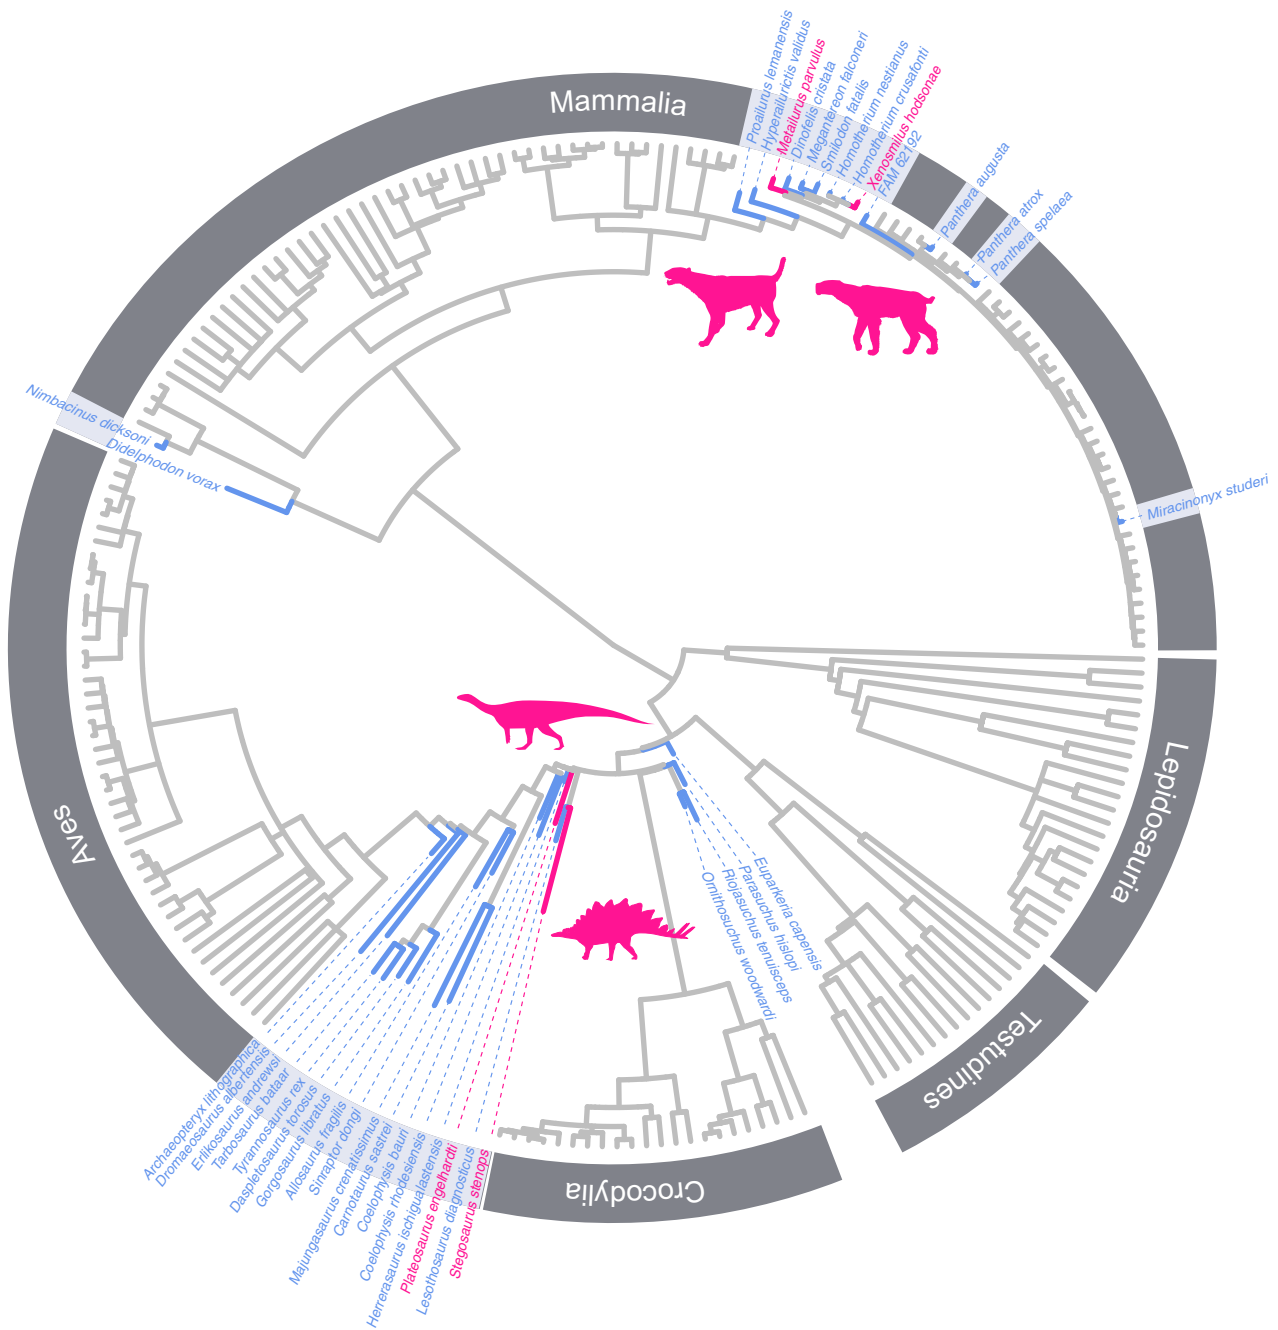 Mammalia
Proailurus lemanensis
Hyperailurictis validus
Metailurus parvulus
Dinofelis cristata
Megantereon falconeri
Smilodon fatalis
Homotherium nestianus
Homotherium crusafonti
Xenosmilus hodsonae
FAM 62192
Panthera augusta
Panthera atrox
Panthera spelaea
Miracinonyx studeri
Lepidosauria
Testudines
Euparkeria capensis
Parasuchus hislopi
Riojasuchus tenuisceps
Ornithosuchus woodwardi
Crocodylia
Stegosaurus stenops
Lesothosaurus diagnosticus
Plateosaurus engelhardti
Herrerasaurus ischigualastensis
Coelophysis rhodesiensis
Coelophysis bauri
Carnotaurus sastrei
Majungasaurus crenatissimus
Sinraptor dongi
Allosaurus fragilis
Gorgosaurus libratus
Daspletosaurus torosus
Tyrannosaurus rex
Tarbosaurus bataar
Erlikosaurus andrewsi
Dromaeosaurus albertensis
Archaeopteryx lithographica
Aves
Didelphodon vorax
Nimbacinus dicksoni